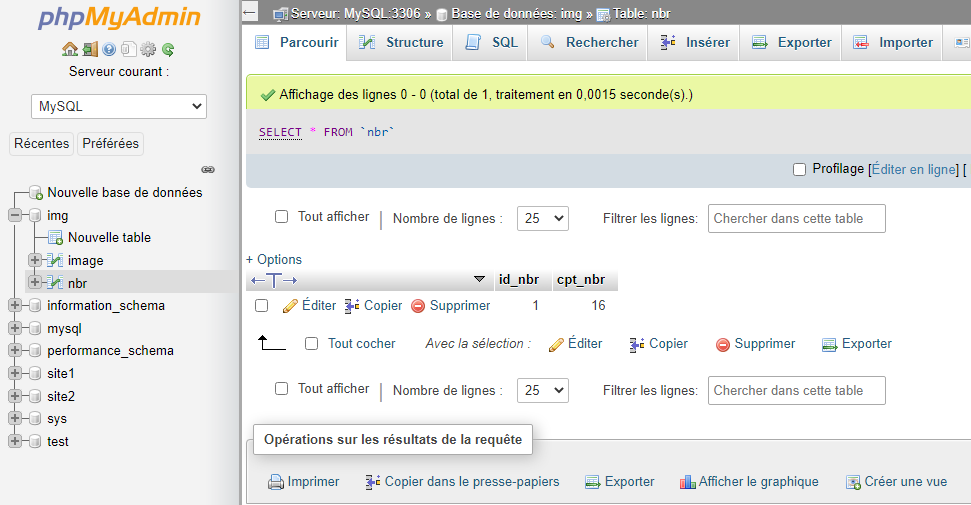 phpMyAdmin
Serveur courant :
MySQL
Récentes
Préférées
Nouvelle base de données
img
Nouvelle table
image
nbr
information_schema
mysql
performance_schema
site1
site2
sys
test
Serveur: MySQL:3306 » Base de données: img » Table: nbr
Parcourir Structure SQL Rechercher Insérer Exporter Importer
Affichage des lignes 0 - 0 (total de 1, traitement en 0,0015 seconde(s).)
SELECT * FROM `nbr`
Profilage [Éditer en ligne] [
Tout afficher Nombre de lignes : 25 Filtrer les lignes: Chercher dans cette table
+ Options
id_nbr cpt_nbr
Éditer Copier Supprimer 1 16
Tout cocher Avec la sélection : Éditer Copier Supprimer Exporter
Tout afficher Nombre de lignes : 25 Filtrer les lignes: Chercher dans cette table
Opérations sur les résultats de la requête
Imprimer Copier dans le presse-papiers Exporter Afficher le graphique Créer une vue